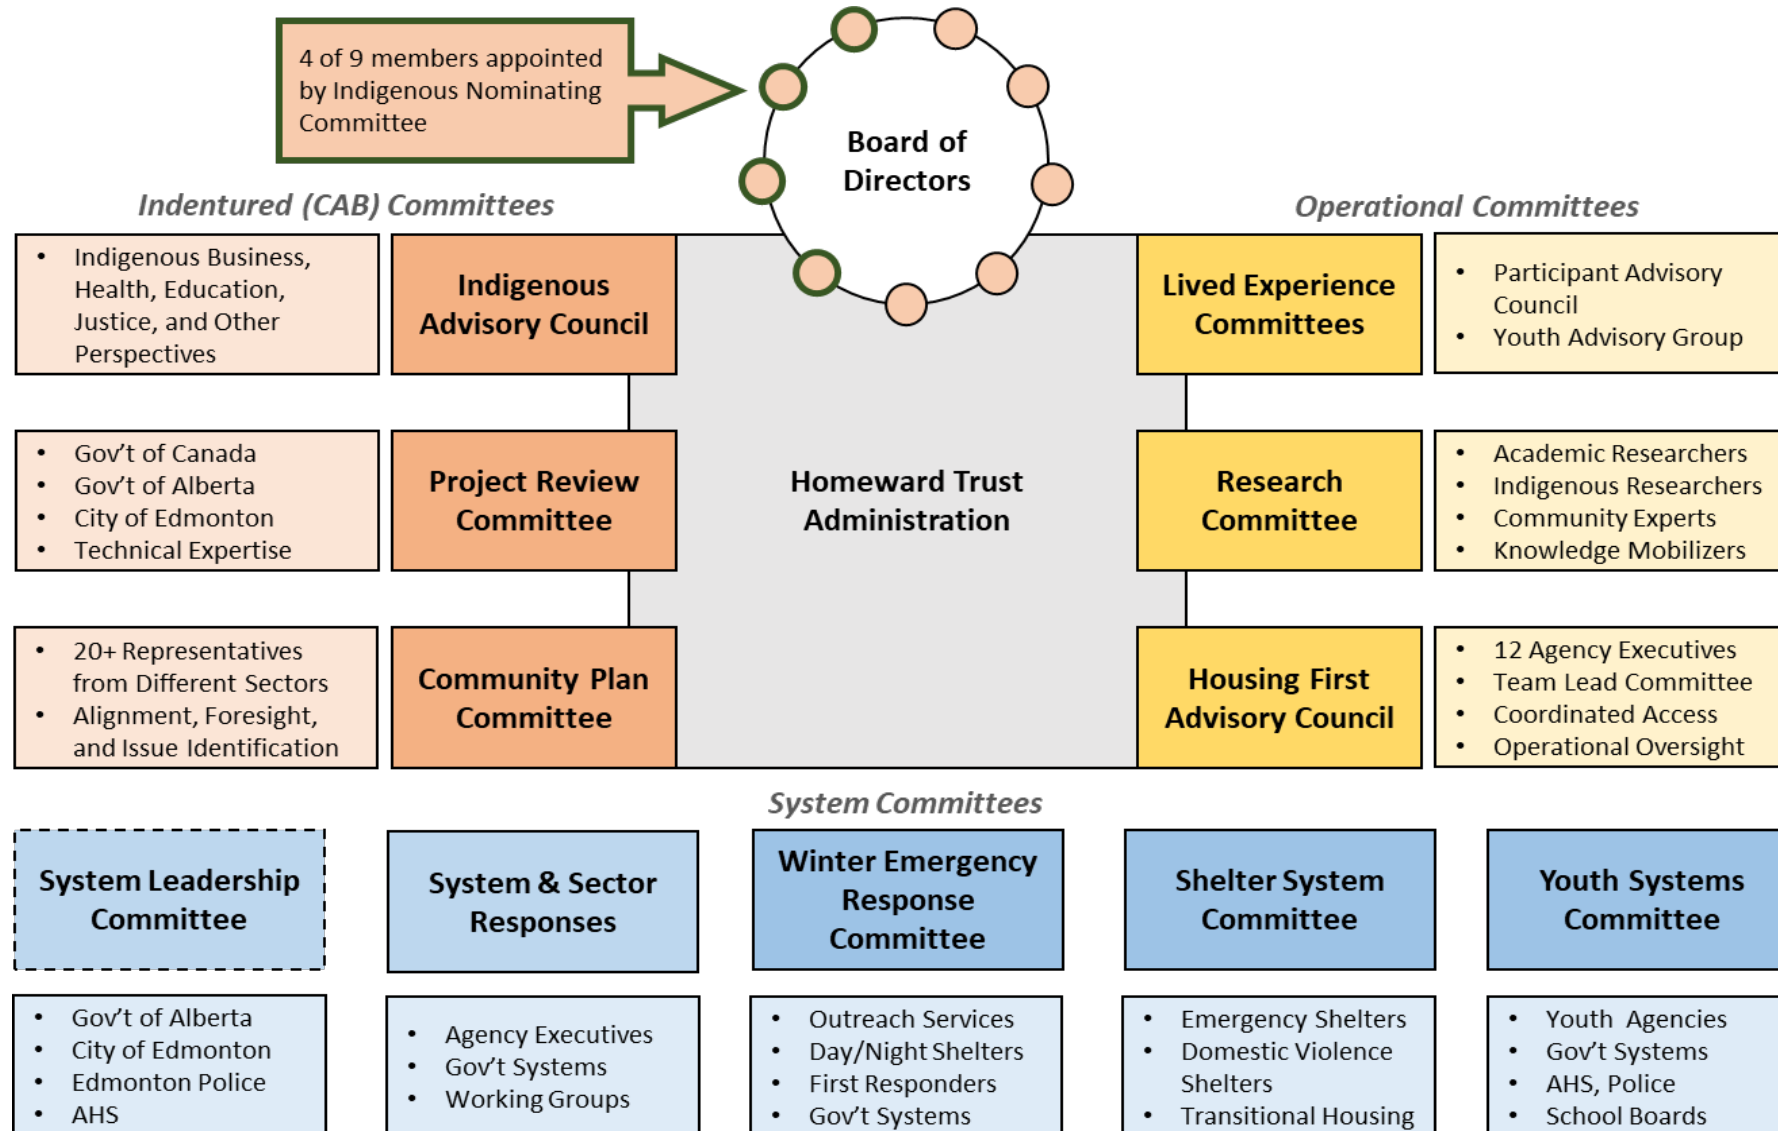 4 of 9 members appointed
by Indigenous Nominating
Committee
Board of
Directors
Indentured (CAB) Committees
Operational Committees
• Indigenous Business,
Health, Education,
Justice, and Other
Perspectives
Indigenous
Advisory Council
Lived Experience
Committees
• Participant Advisory
Council
• Youth Advisory Group
• Gov’t of Canada
• Gov’t of Alberta
• City of Edmonton
• Technical Expertise
Project Review
Committee
Homeward Trust
Administration
Research
Committee
• Academic Researchers
• Indigenous Researchers
• Community Experts
• Knowledge Mobilizers
• 20+ Representatives
from Different Sectors
• Alignment, Foresight,
and Issue Identification
Community Plan
Committee
Housing First
Advisory Council
• 12 Agency Executives
• Team Lead Committee
• Coordinated Access
• Operational Oversight
System Committees
System Leadership
Committee
System & Sector
Responses
Winter Emergency
Response
Committee
Shelter System
Committee
Youth Systems
Committee
• Gov’t of Alberta
• City of Edmonton
• Edmonton Police
• AHS
• Agency Executives
• Gov’t Systems
• Working Groups
• Outreach Services
• Day/Night Shelters
• First Responders
• Gov’t Systems
• Emergency Shelters
• Domestic Violence
Shelters
• Transitional Housing
• Youth Agencies
• Gov’t Systems
• AHS, Police
• School Boards